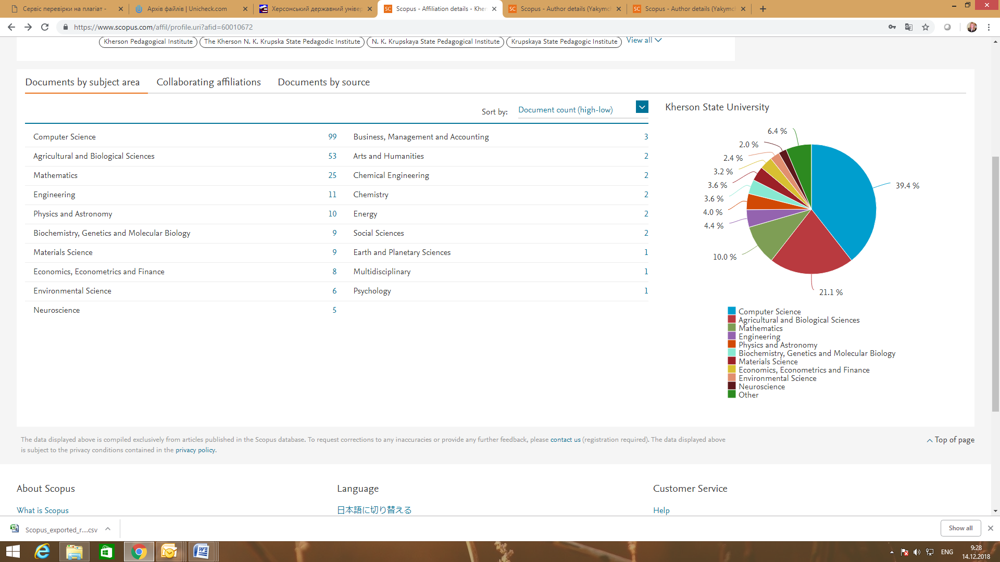 Сервіс перевірки на плагіат -
Архів файлів | Unicheck.com
Херсонський державний універ
Scopus - Affiliation details - Kher
Scopus - Author details (Yakymch
Scopus - Author details (Yakymch
https://www.scopus.com/affil/profile.uri?afid=60010672
Kherson Pedagogical Institute
The Kherson N. K. Krupska State Pedagodic Institute
N. K. Krupskaya State Pedagogical Institute
Krupskaya State Pedagogic Institute
View all
Documents by subject area
Collaborating affiliations
Documents by source
Sort by:
Document count (high-low)
Computer Science 99
Agricultural and Biological Sciences 53
Mathematics 25
Engineering 11
Physics and Astronomy 10
Biochemistry, Genetics and Molecular Biology 9
Materials Science 9
Economics, Econometrics and Finance 8
Environmental Science 6
Neuroscience 5
Business, Management and Accounting 3
Arts and Humanities 2
Chemical Engineering 2
Chemistry 2
Energy 2
Social Sciences 2
Earth and Planetary Sciences 1
Multidisciplinary 1
Psychology 1
Kherson State University
6.4 %
2.0 %
2.4 %
3.2 %
3.6 %
3.6 %
4.0 %
4.4 %
10.0 %
21.1 %
39.4 %
Computer Science
Agricultural and Biological Sciences
Mathematics
Engineering
Physics and Astronomy
Biochemistry, Genetics and Molecular Biology
Materials Science
Economics, Econometrics and Finance
Environmental Science
Neuroscience
Other
The data displayed above is compiled exclusively from articles published in the Scopus database. To request corrections to any inaccuracies or provide any further feedback, please contact us (registration required). The data displayed above
is subject to the privacy conditions contained in the privacy policy.
Top of page
About Scopus
Language
Customer Service
What is Scopus
日本語に切り替える
Help
Scopus_exported_r....csv
Show all
ENG
9:28
14.12.2018